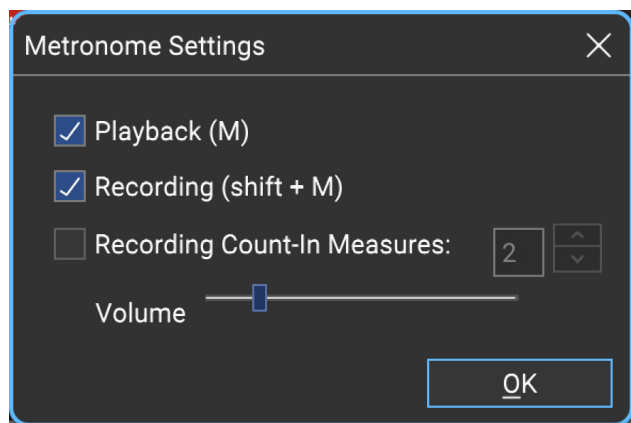 Metronome Settings
Playback (M)
Recording (shift + M)
Recording Count-In Measures: 2
Volume
OK